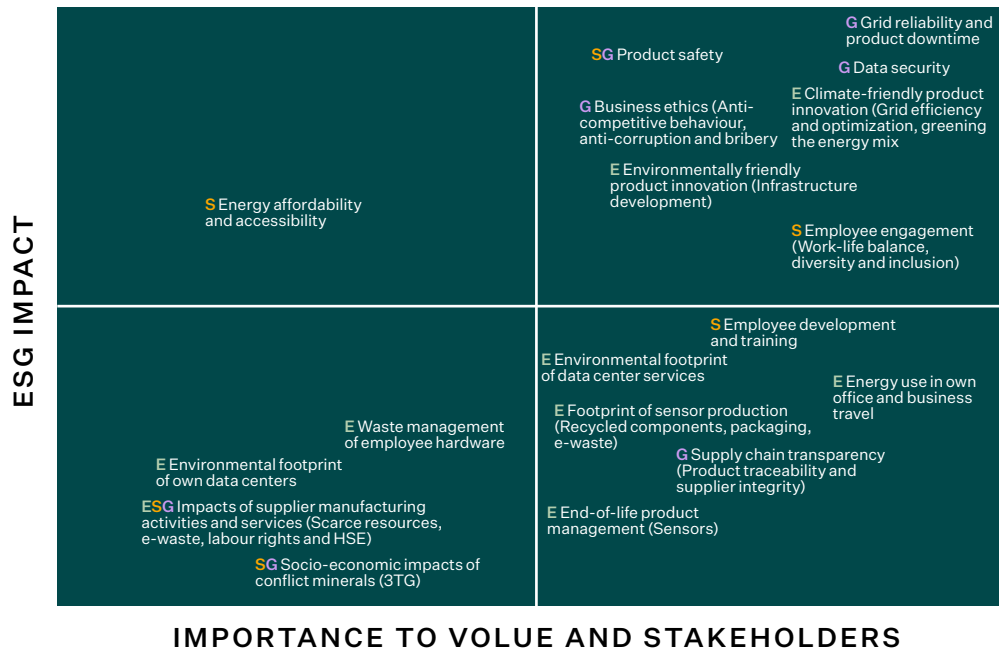 ESG IMPACT
S Energy affordability
and accessibility
G Grid reliability and
product downtime
SG Product safety
G Data security
E Climate-friendly product
innovation (Grid efficiency
and optimization, greening
the energy mix
G Business ethics (Anti-
competitive behaviour,
anti-corruption and bribery
E Environmentally friendly
product innovation (Infrastructure
development)
S Employee engagement
(Work-life balance,
diversity and inclusion)
E Waste management
of employee hardware
E Environmental footprint
of own data centers
ESG Impacts of supplier manufacturing
activities and services (Scarce resources,
e-waste, labour rights and HSE)
SG Socio-economic impacts of
conflict minerals (3TG)
S Employee development
and training
E Environmental footprint
of data center services
E Energy use in own
office and business
travel
E Footprint of sensor production
(Recycled components, packaging,
e-waste)
G Supply chain transparency
(Product traceability and
supplier integrity)
E End-of-life product
management (Sensors)
IMPORTANCE TO VOLUE AND STAKEHOLDERS